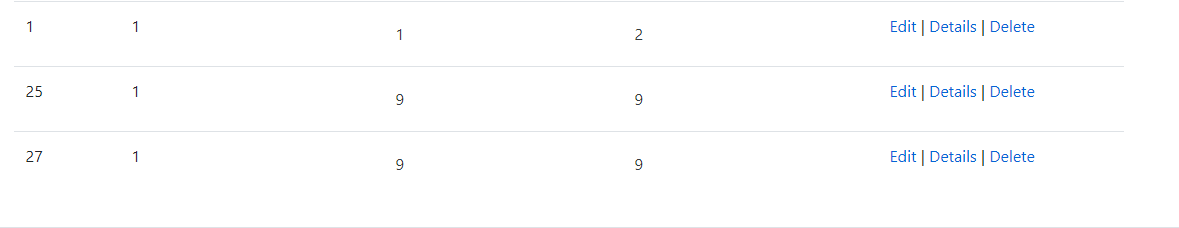 1 1 1 2 Edit | Details | Delete
25 1 9 9 Edit | Details | Delete
27 1 9 9 Edit | Details | Delete